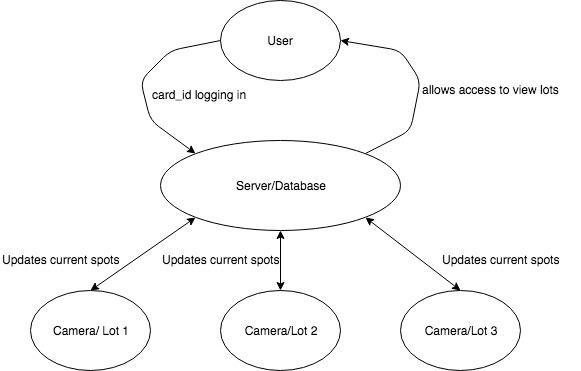 User
card_id logging in
allows access to view lots
Server/Database
Updates current spots
Updates current spots
Updates current spots
Camera/ Lot 1
Camera/Lot 2
Camera/Lot 3